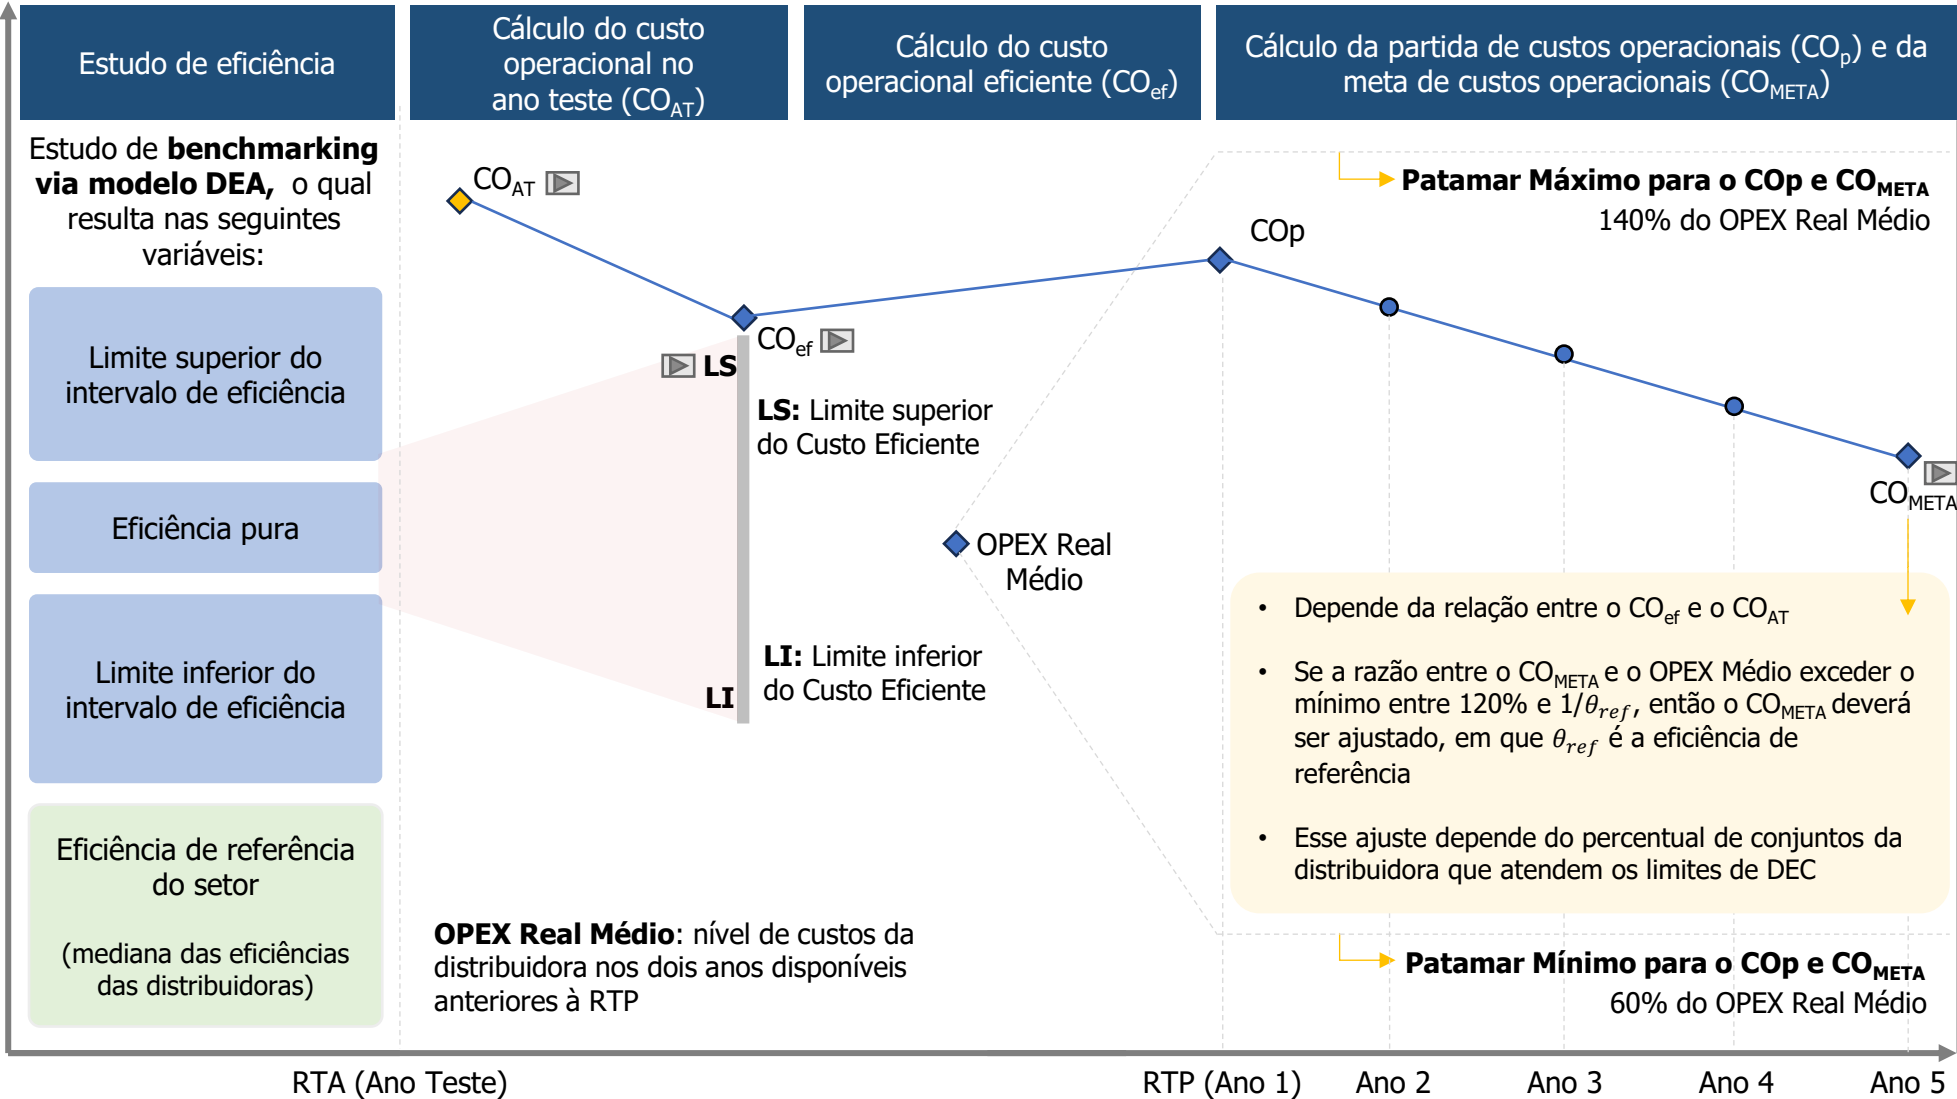 Estudo de eficiência
Cálculo do custo
operacional no
ano teste (CO_AT)
Cálculo do custo
operacional eficiente (CO_ef)
Cálculo da partida de custos operacionais (CO_p) e da
meta de custos operacionais (CO_META)
Estudo de benchmarking
via modelo DEA, o qual
resulta nas seguintes
variáveis:
Limite superior do
intervalo de eficiência
Eficiência pura
Limite inferior do
intervalo de eficiência
Eficiência de referência
do setor
(mediana das eficiências
das distribuidoras)
CO_AT
CO_ef
LS
LS: Limite superior
do Custo Eficiente
OPEX Real
Médio
LI: Limite inferior
do Custo Eficiente
LI
OPEX Real Médio: nível de custos da
distribuidora nos dois anos disponíveis
anteriores à RTP
Patamar Máximo para o COp e CO_META
140% do OPEX Real Médio
COp
CO_META
• Depende da relação entre o CO_ef e o CO_AT
• Se a razão entre o CO_META e o OPEX Médio exceder o
mínimo entre 120% e 1/θ_ref, então o CO_META deverá
ser ajustado, em que θ_ref é a eficiência de
referência
• Esse ajuste depende do percentual de conjuntos da
distribuidora que atendem os limites de DEC
Patamar Mínimo para o COp e CO_META
60% do OPEX Real Médio
RTA (Ano Teste)
RTP (Ano 1)
Ano 2
Ano 3
Ano 4
Ano 5